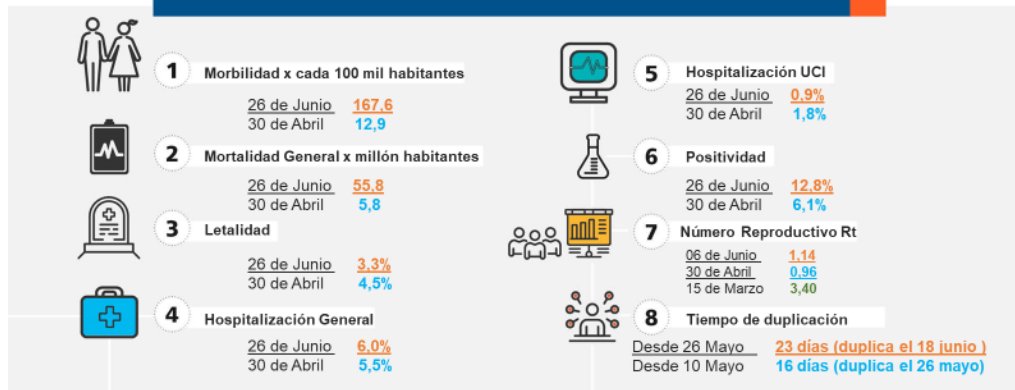 1 Morbilidad x cada 100 mil habitantes
26 de Junio 167,6
30 de Abril 12,9
2 Mortalidad General x millón habitantes
26 de Junio 55,8
30 de Abril 5,8
3 Letalidad
26 de Junio 3,3%
30 de Abril 4,5%
4 Hospitalización General
26 de Junio 6,0%
30 de Abril 5,5%
5 Hospitalización UCI
26 de Junio 0,9%
30 de Abril 1,8%
6 Positividad
26 de Junio 12,8%
30 de Abril 6,1%
7 Número Reproductivo Rt
06 de Junio 1,14
30 de Abril 0,96
15 de Marzo 3,40
8 Tiempo de duplicación
Desde 26 Mayo 23 días (duplica el 18 junio )
Desde 10 Mayo 16 días (duplica el 26 mayo)